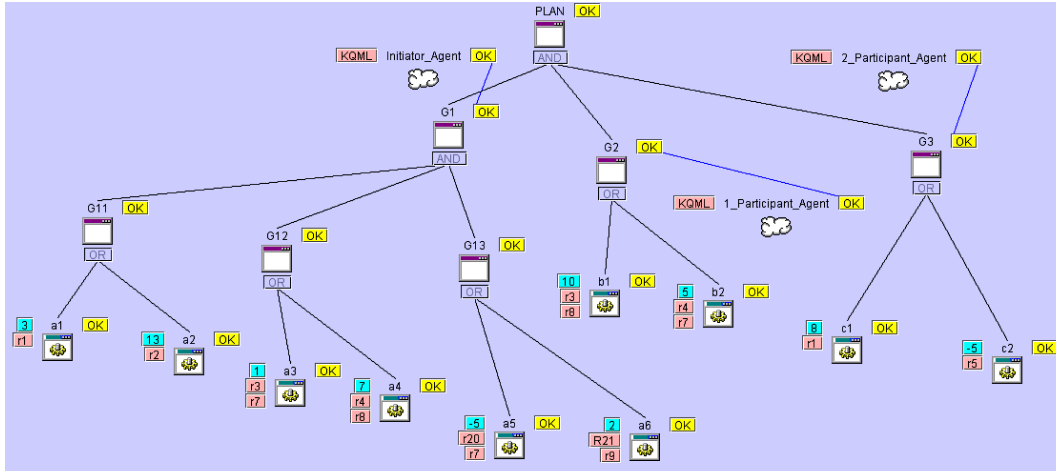 PLAN OK
AND
KQML Initiator_Agent OK
KQML 2_Participant_Agent OK
G1 OK
AND
G2 OK
OR
G3 OK
OR
KQML 1_Participant_Agent OK
G11 OK
OR
G12 OK
OR
G13 OK
OR
3 a1 OK
r1
13 a2 OK
r2
1 a3 OK
r3
r7
7 a4 OK
r4
r8
-5 a5 OK
r20
r7
2 a6 OK
R21
r9
10 b1 OK
r3
r8
5 b2 OK
r4
r7
8 c1 OK
r1
-5 c2 OK
r5